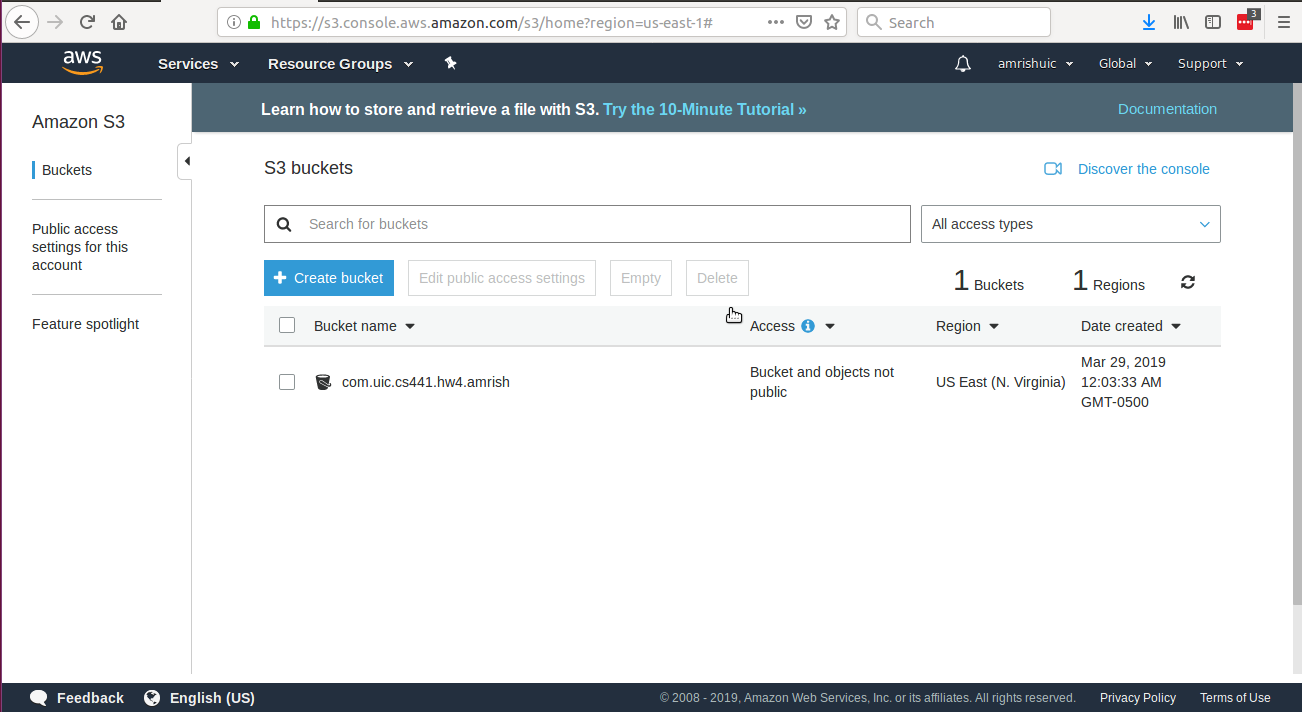 https://s3.console.aws.amazon.com/s3/home?region=us-east-1#
Search
3
aws
Services
Resource Groups
amrishuic
Global
Support
Amazon S3
Buckets
Public access
settings for this
account
Feature spotlight
Learn how to store and retrieve a file with S3. Try the 10-Minute Tutorial »
Documentation
S3 buckets
Discover the console
Search for buckets
All access types
Create bucket
Edit public access settings
Empty
Delete
1 Buckets
1 Regions
Bucket name
Access
Region
Date created
com.uic.cs441.hw4.amrish
Bucket and objects not
public
US East (N. Virginia)
Mar 29, 2019
12:03:33 AM
GMT-0500
Feedback
English (US)
© 2008 - 2019, Amazon Web Services, Inc. or its affiliates. All rights reserved.
Privacy Policy
Terms of Use